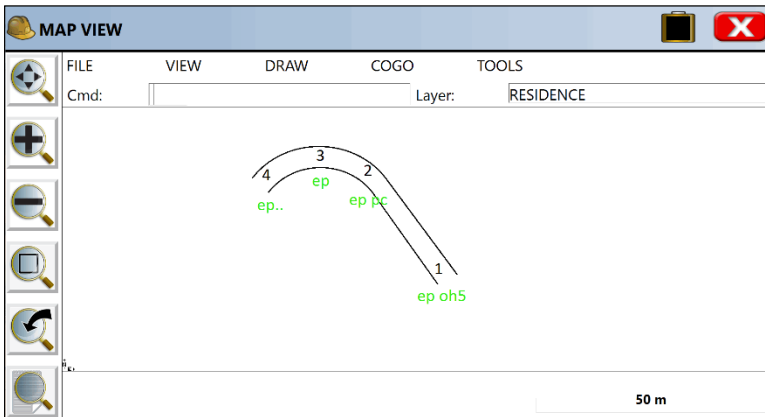 MAP VIEW
X
FILE VIEW DRAW COGO TOOLS
Cmd: Layer: RESIDENCE
3
4 2
ep
ep.. ep pc
1
ep oh5
50 m